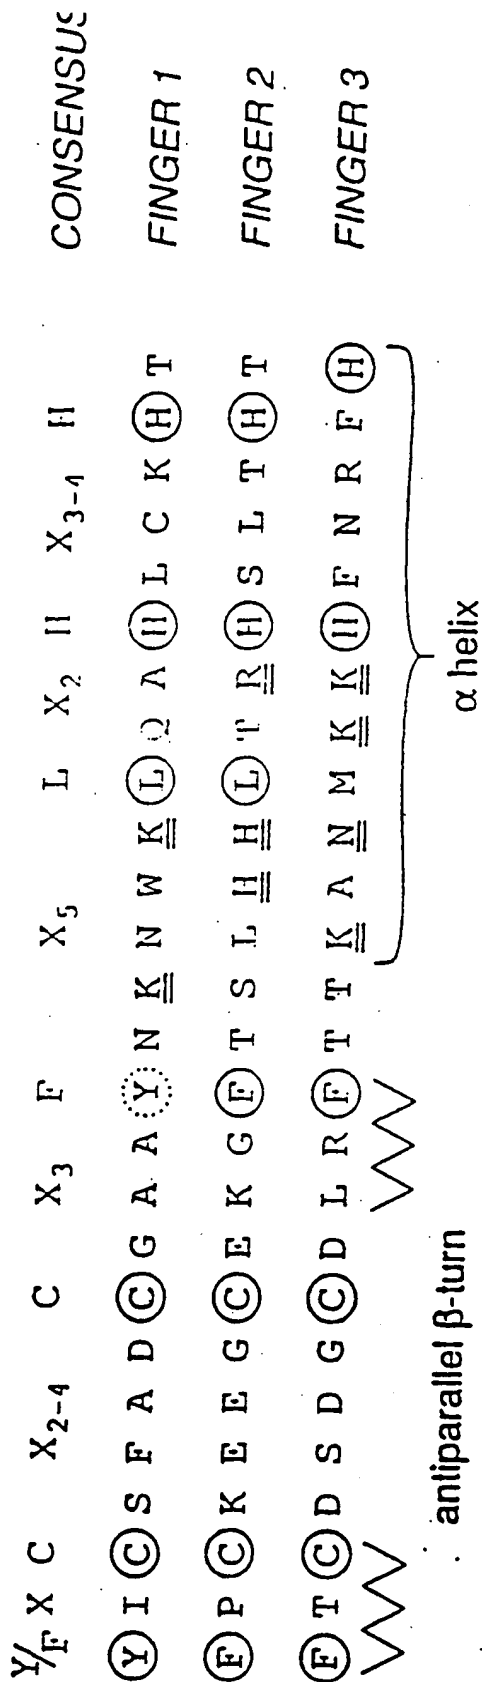 Y/F X C X₂₋₄ C X₃ F X₅ L X₂ H X₃₋₄ H CONSENSUS
Y I C S F A D C G A A Y N K N W K L Q A H L C K H T FINGER 1
F P C K E E G C E K G F T S L H H L T R H S L T H T FINGER 2
F T C D S D G C D L R F T T K A N M K K H F N R F H FINGER 3
antiparallel β-turn
α helix